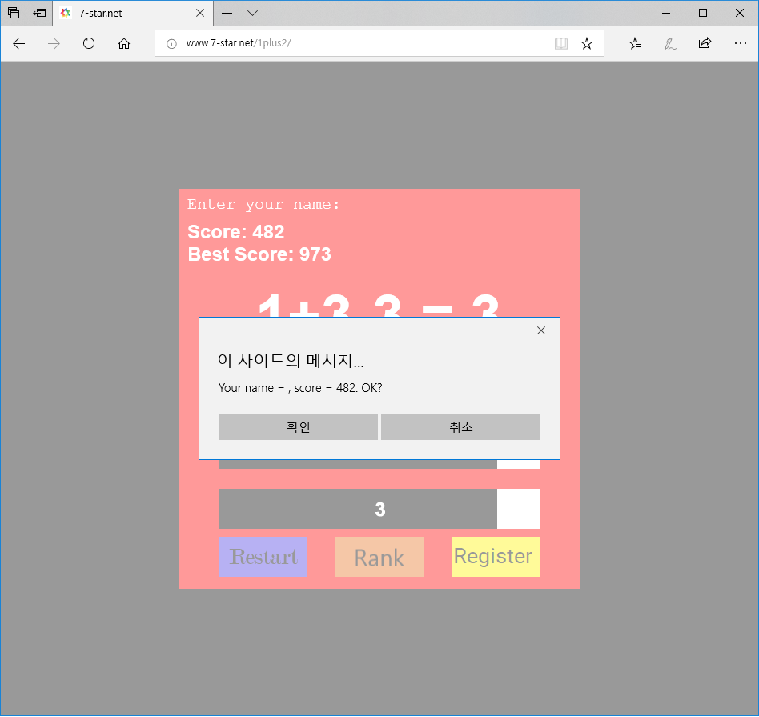 7-star.net
www.7-star.net/1plus2/
Enter your name:
Score: 482
Best Score: 973
1+3-3 = 3
이 사이트의 메시지...
Your name = , score = 482. OK?
확인
취소
3
Restart
Rank
Register